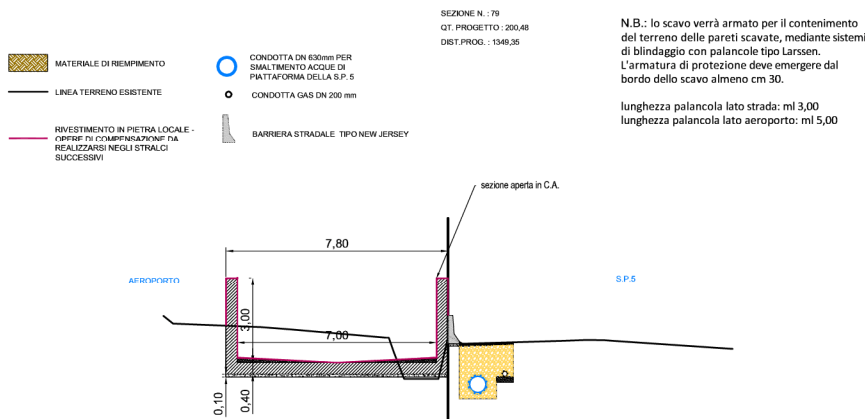 SEZIONE N. : 79
QT. PROGETTO : 200,48
DIST.PROG. : 1349,35
N.B.: lo scavo verrà armato per il contenimento
del terreno delle pareti scavate, mediante sistemi
di blindaggio con palancole tipo Larssen.
L'armatura di protezione deve emergere dal
bordo dello scavo almeno cm 30.
lunghezza palancola lato strada: ml 3,00
lunghezza palancola lato aeroporto: ml 5,00
MATERIALE DI RIEMPIMENTO
LINEA TERRENO ESISTENTE
RIVESTIMENTO IN PIETRA LOCALE -
OPERE DI COMPENSAZIONE DA
REALIZZARSI NEGLI STRALCI
SUCCESSIVI
CONDOTTA DN 630mm PER
SMALTIMENTO ACQUE DI
PIATTAFORMA DELLA S.P. 5
CONDOTTA GAS DN 200 mm
BARRIERA STRADALE TIPO NEW JERSEY
sezione aperta in C.A.
7,80
AEROPORTO
S.P.5
3,00
7,00
0,10
0,40